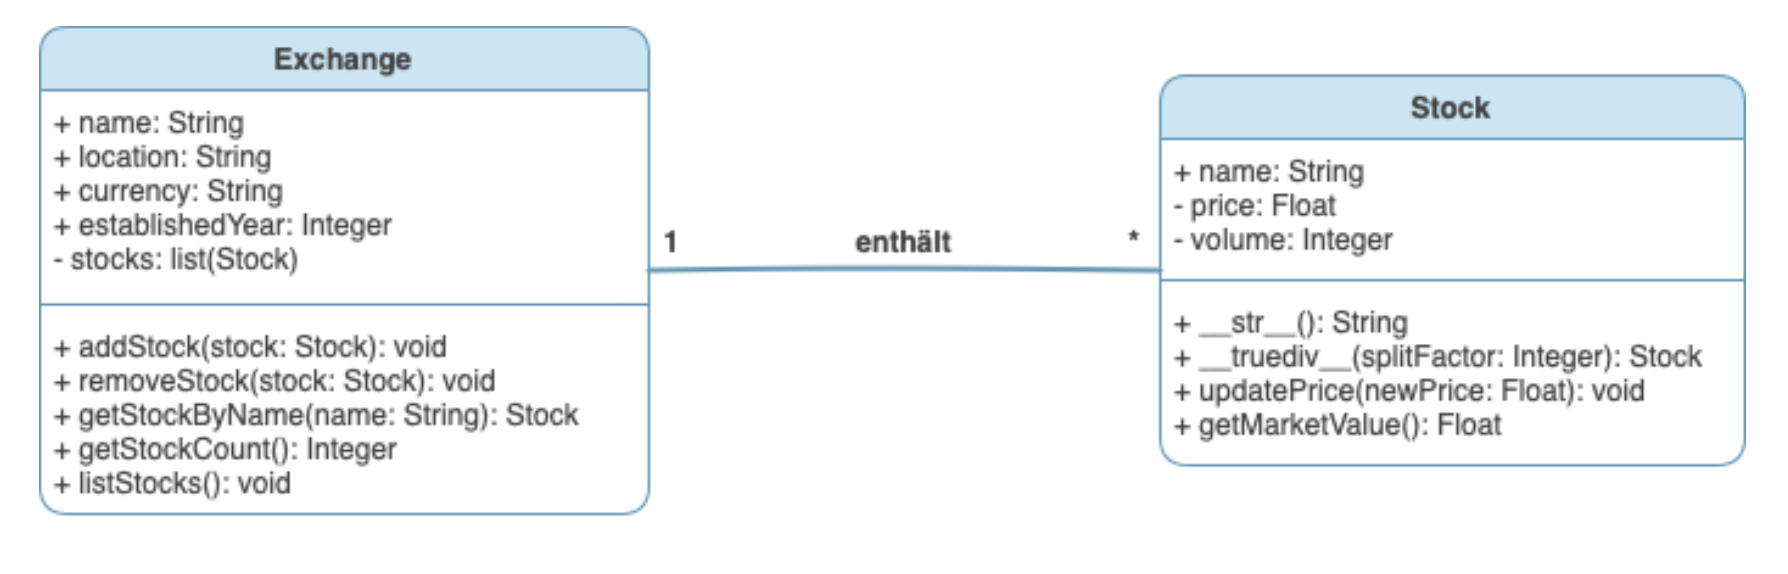 Exchange
+ name: String
+ location: String
+ currency: String
+ establishedYear: Integer
- stocks: list(Stock)
+ addStock(stock: Stock): void
+ removeStock(stock: Stock): void
+ getStockByName(name: String): Stock
+ getStockCount(): Integer
+ listStocks(): void
1 enthält *
Stock
+ name: String
- price: Float
- volume: Integer
+ __str__(): String
+ __truediv__(splitFactor: Integer): Stock
+ updatePrice(newPrice: Float): void
+ getMarketValue(): Float